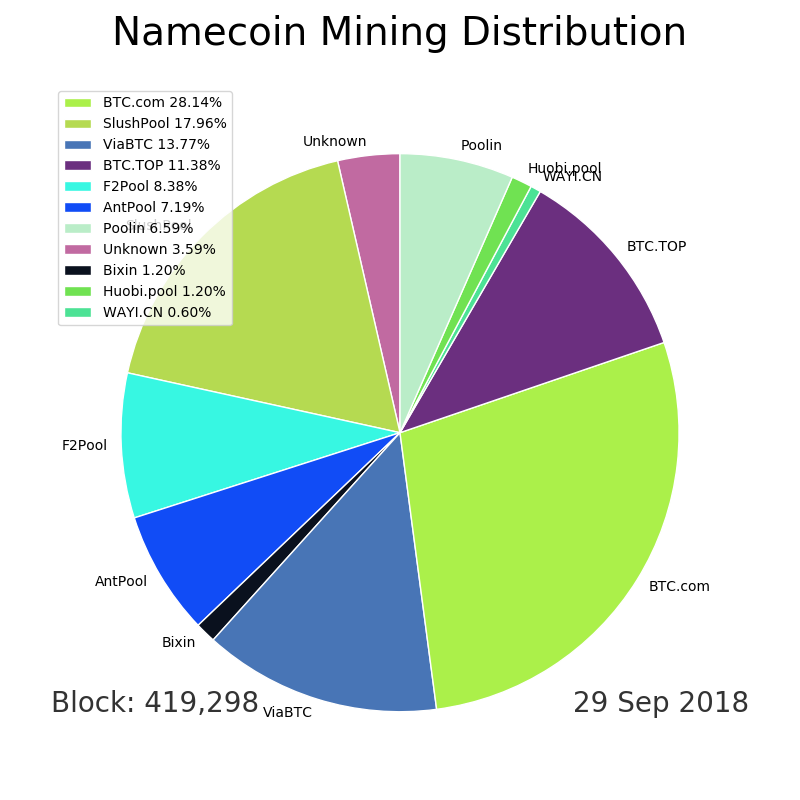 Namecoin Mining Distribution
BTC.com 28.14%
SlushPool 17.96%
ViaBTC 13.77%
BTC.TOP 11.38%
F2Pool 8.38%
AntPool 7.19%
Poolin 6.59%
Unknown 3.59%
Bixin 1.20%
Huobi.pool 1.20%
WAYI.CN 0.60%
Unknown
Poolin
Huobi.pool
WAYI.CN
SlushPool
BTC.TOP
F2Pool
AntPool
BTC.com
Bixin
ViaBTC
Block: 419,298
29 Sep 2018